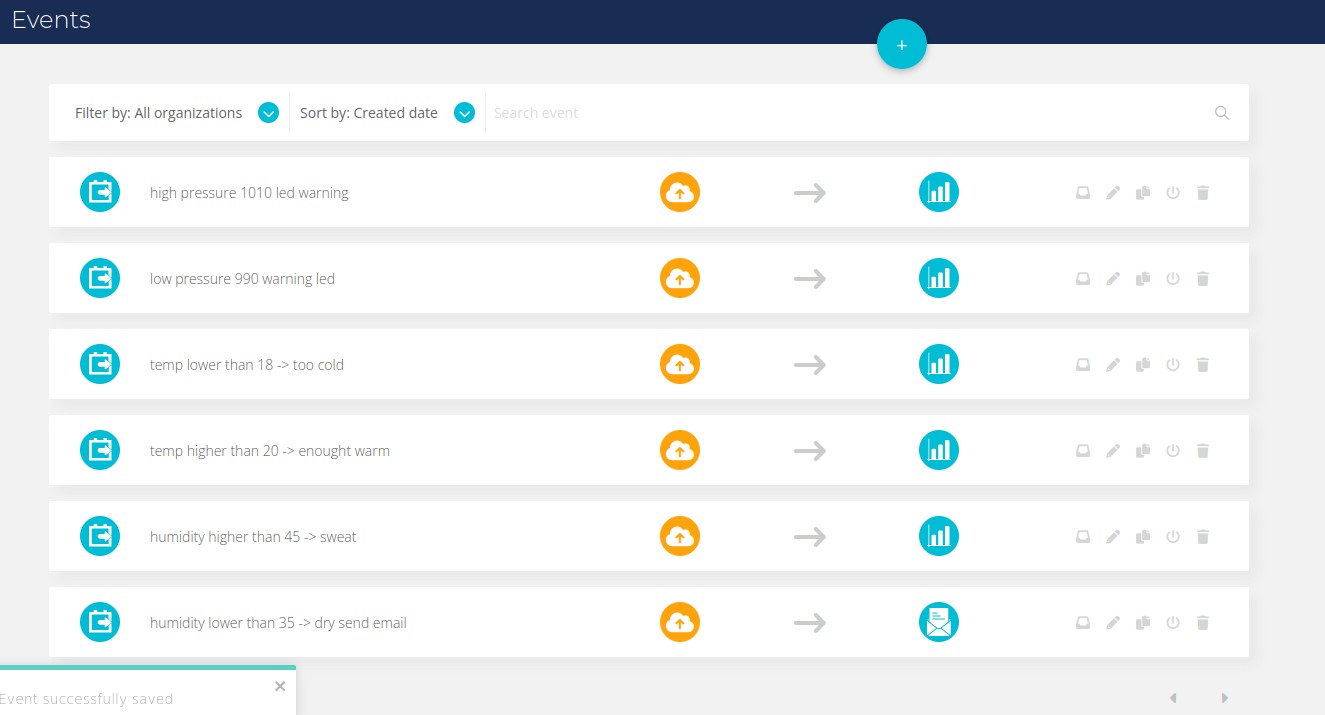 Events
+
Filter by: All organizations
Sort by: Created date
Search event
high pressure 1010 led warning
low pressure 990 warning led
temp lower than 18 -> too cold
temp higher than 20 -> enought warm
humidity higher than 45 -> sweat
humidity lower than 35 -> dry send email
Event successfully saved